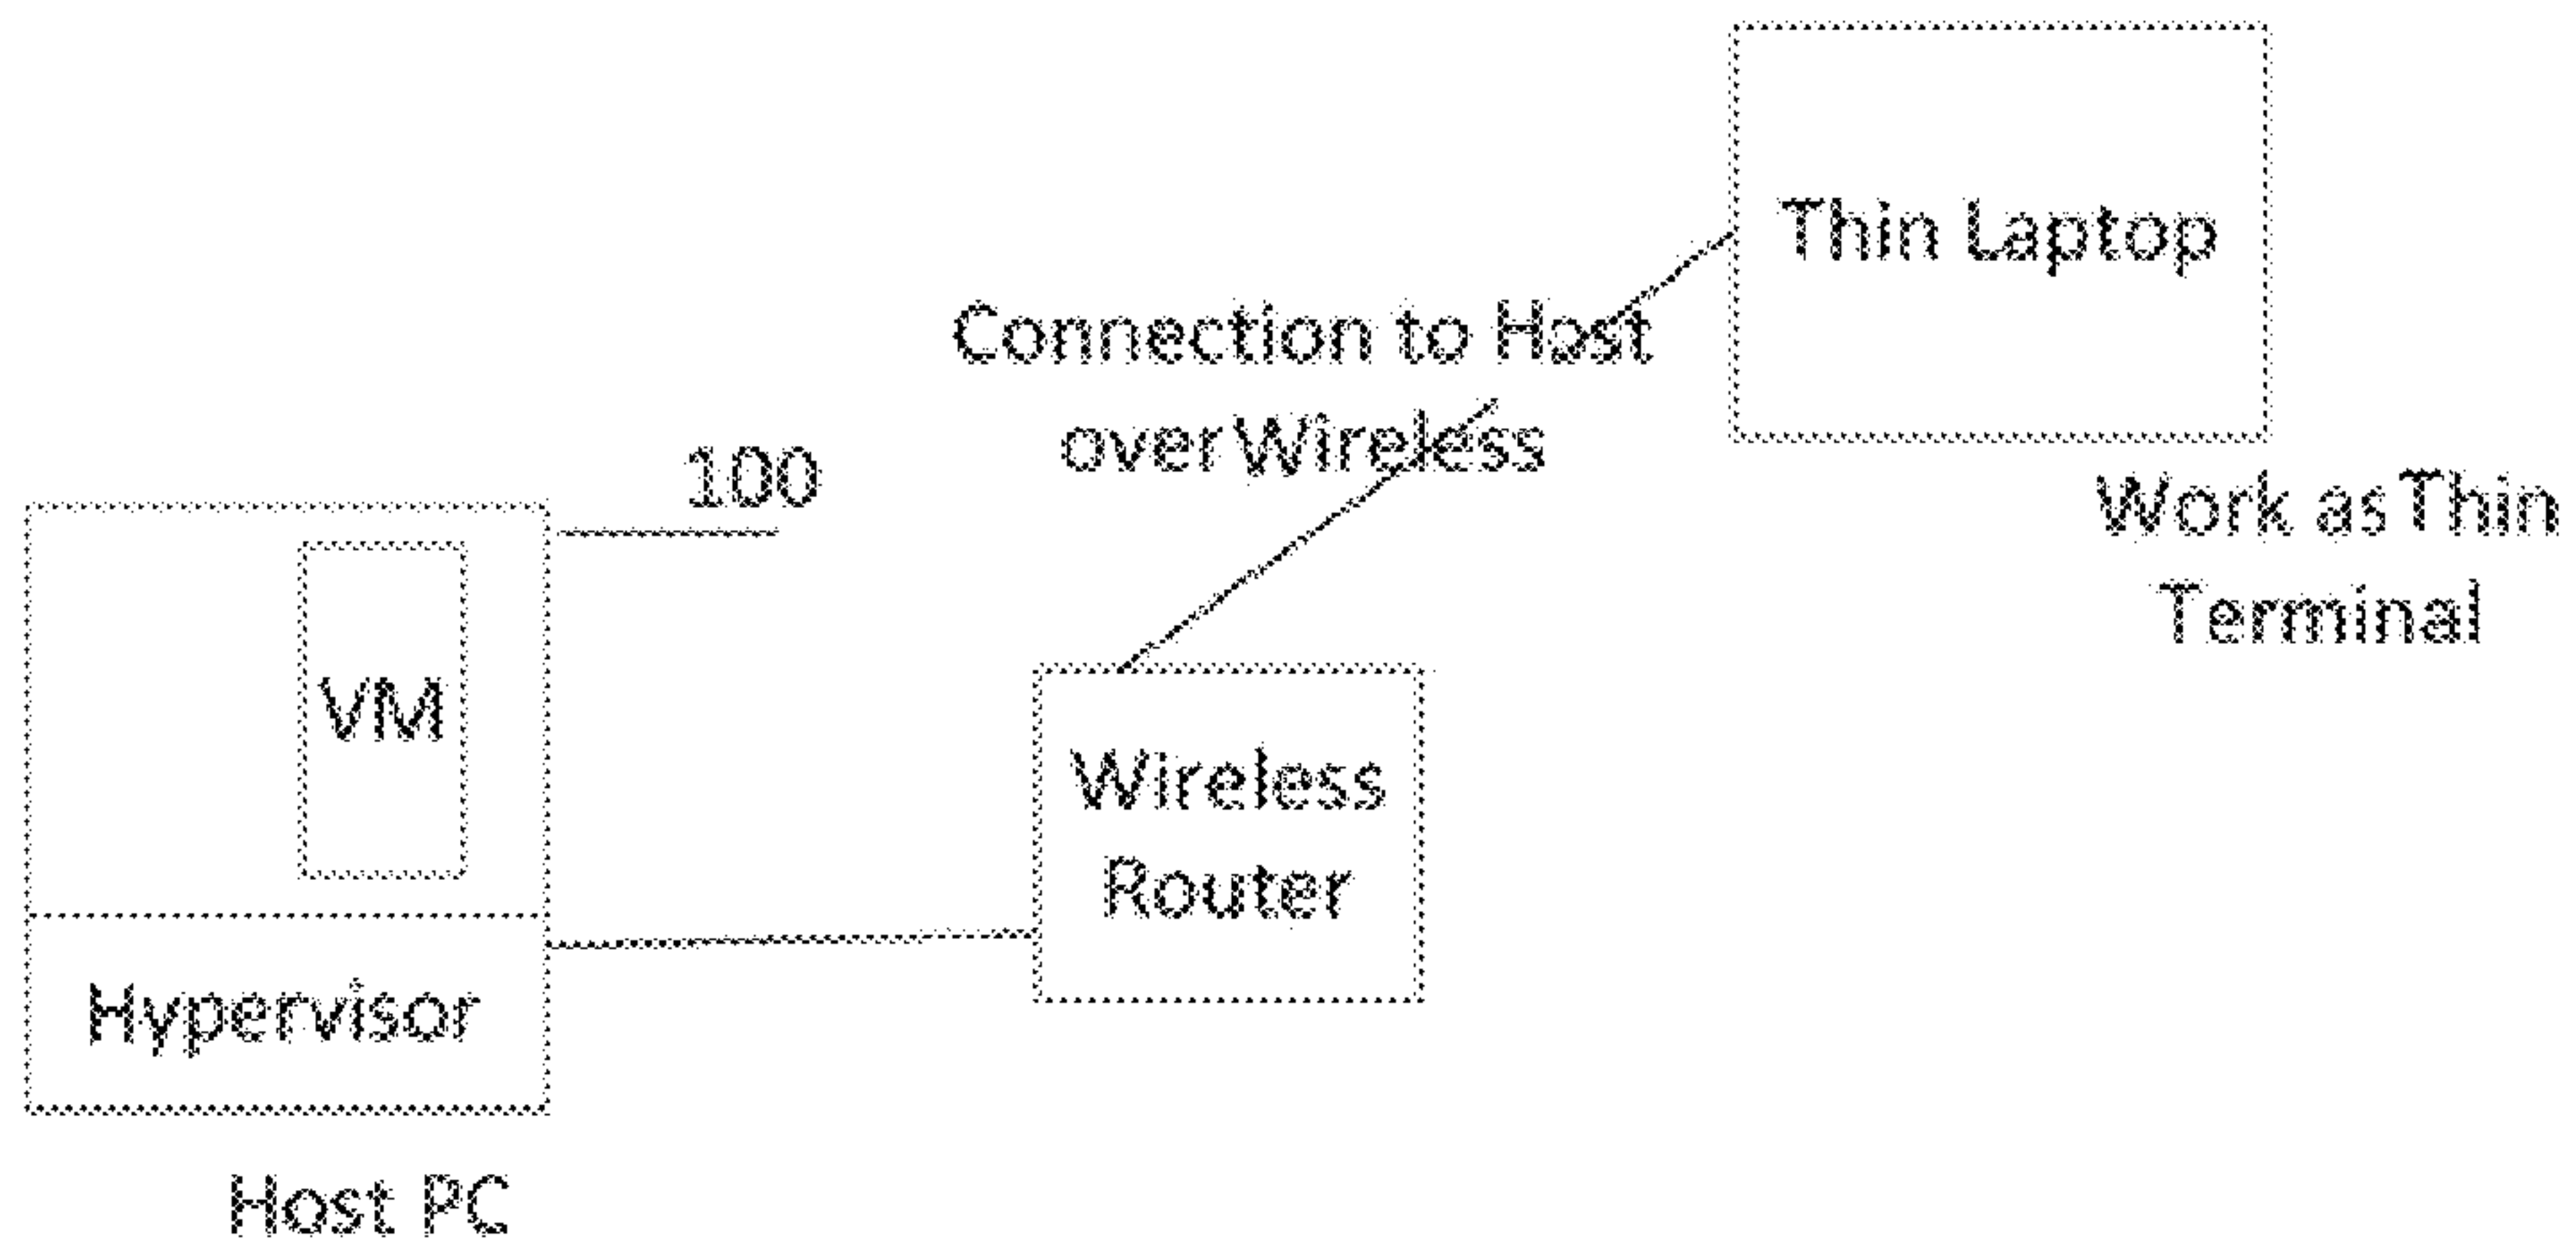 Thin Laptop
Connection to Host
over Wireless
100
Work as Thin
Terminal
VM
Wireless
Router
Hypervisor
Host PC